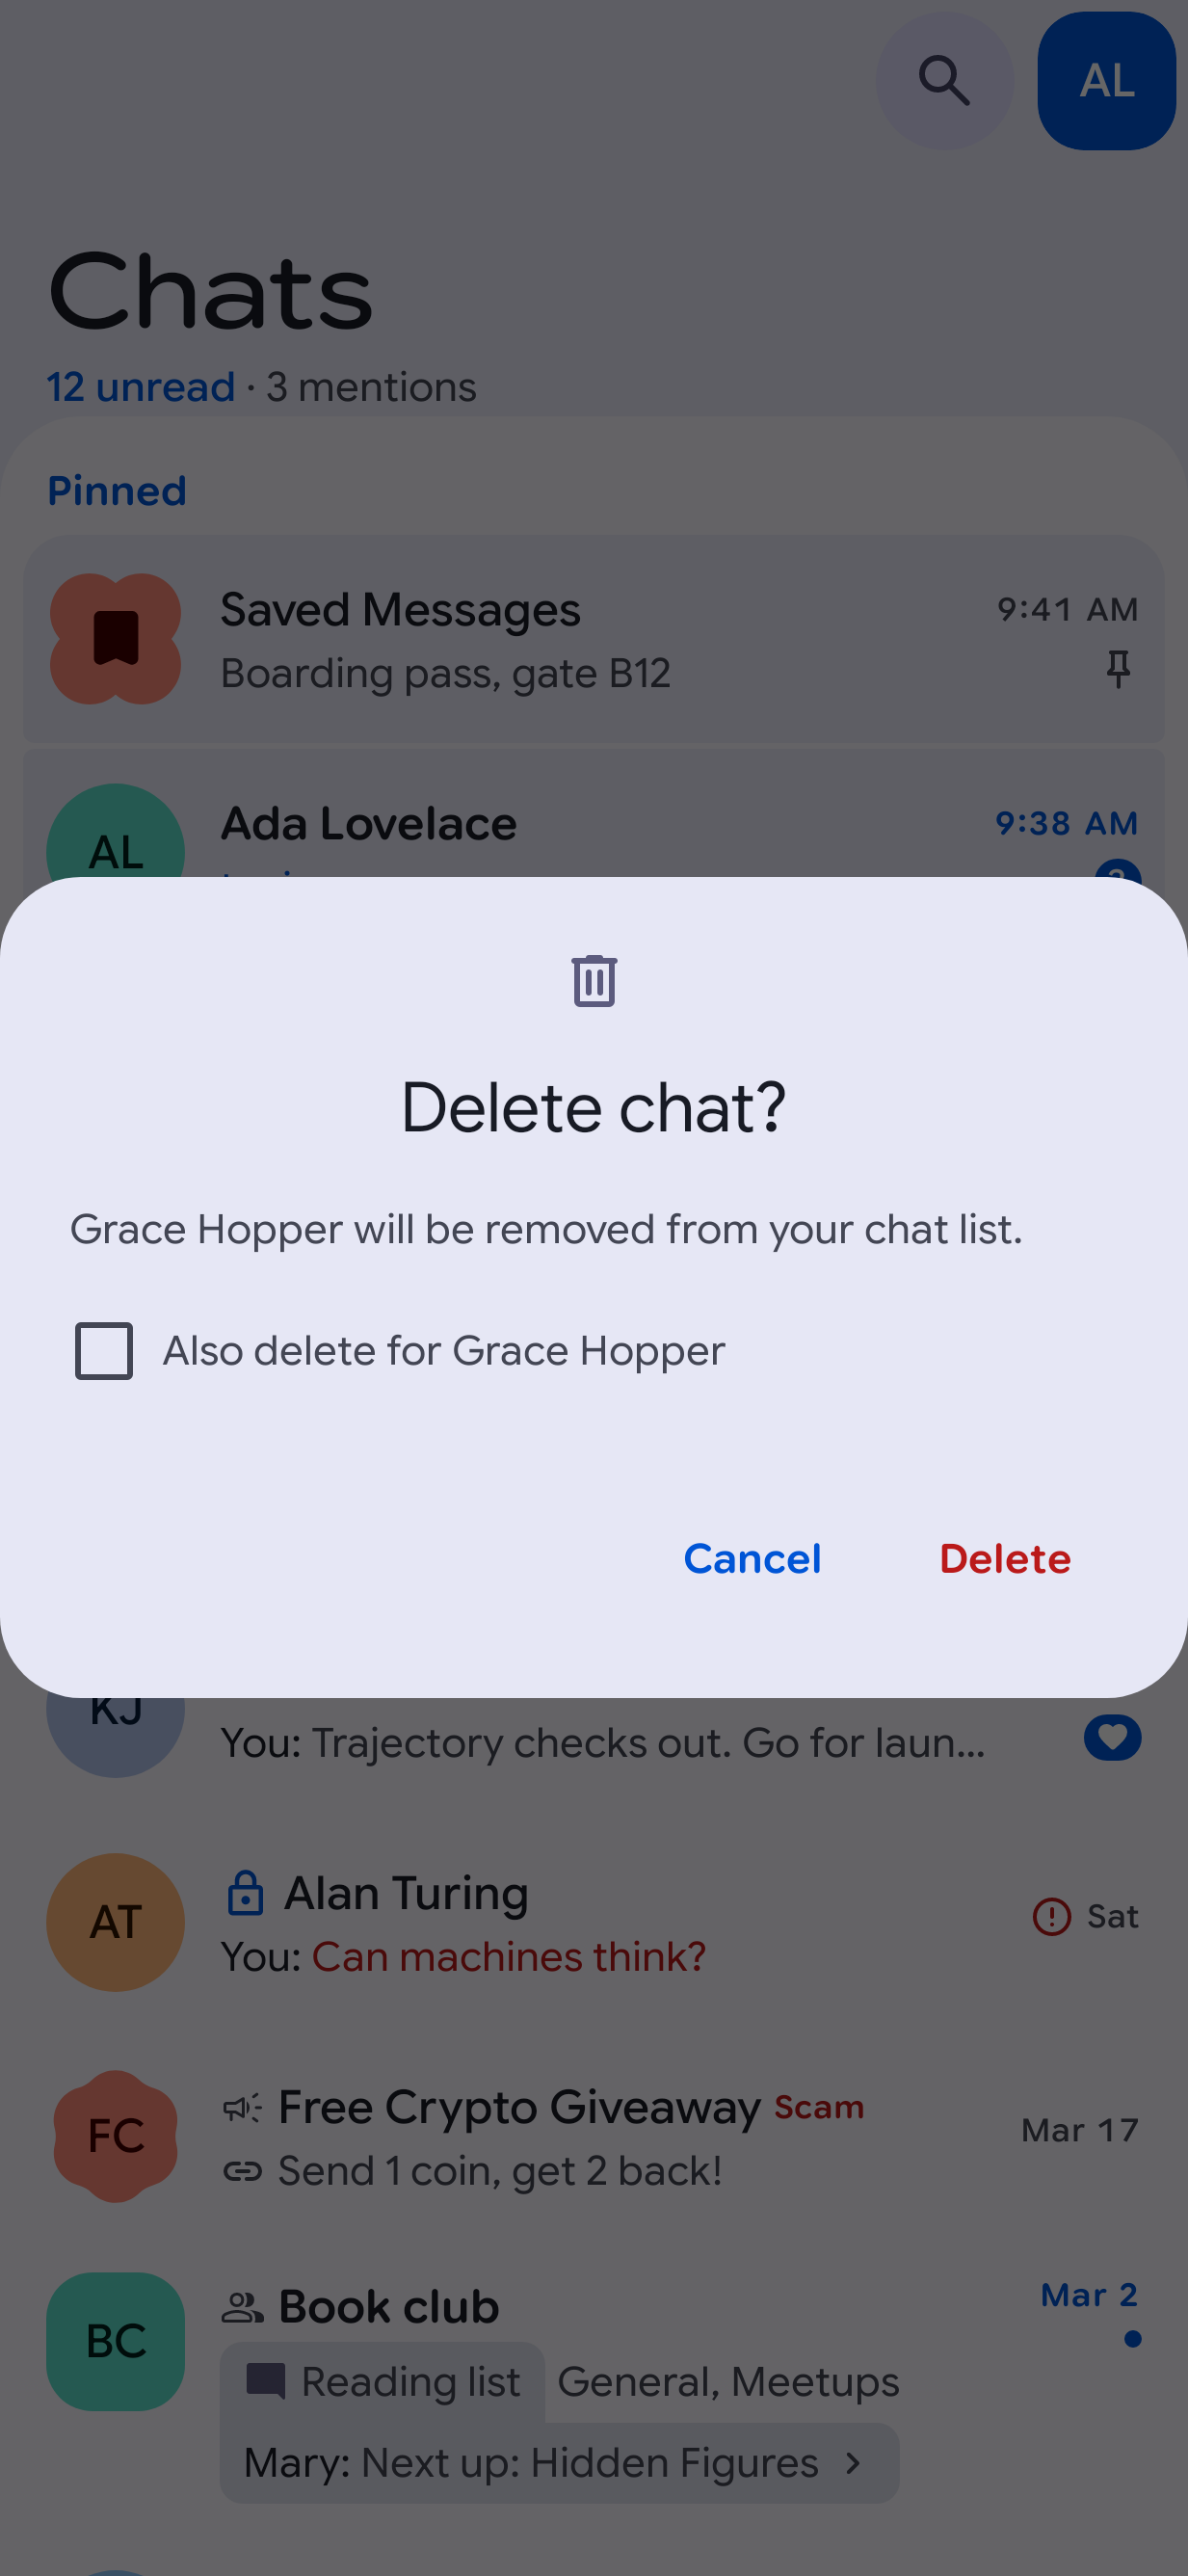 AL
Chats
12 unread · 3 mentions
Pinned
Saved Messages
9:41 AM
Boarding pass, gate B12
AL
Ada Lovelace
9:38 AM
Delete chat?
Grace Hopper will be removed from your chat list.
Also delete for Grace Hopper
Cancel
Delete
KJ
You: Trajectory checks out. Go for laun...
AT
Alan Turing
Sat
You: Can machines think?
FC
Free Crypto Giveaway Scam
Mar 17
Send 1 coin, get 2 back!
BC
Book club
Mar 2
Reading list General, Meetups
Mary: Next up: Hidden Figures